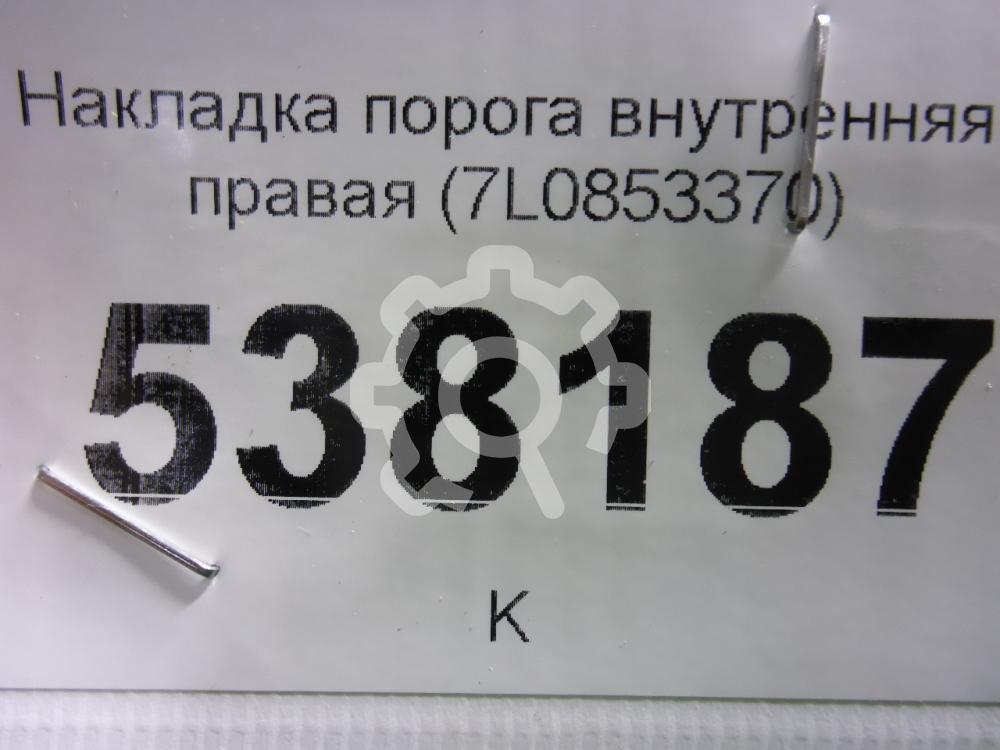 Накладка порога внутренняя
правая (7L0853370)
538187
К